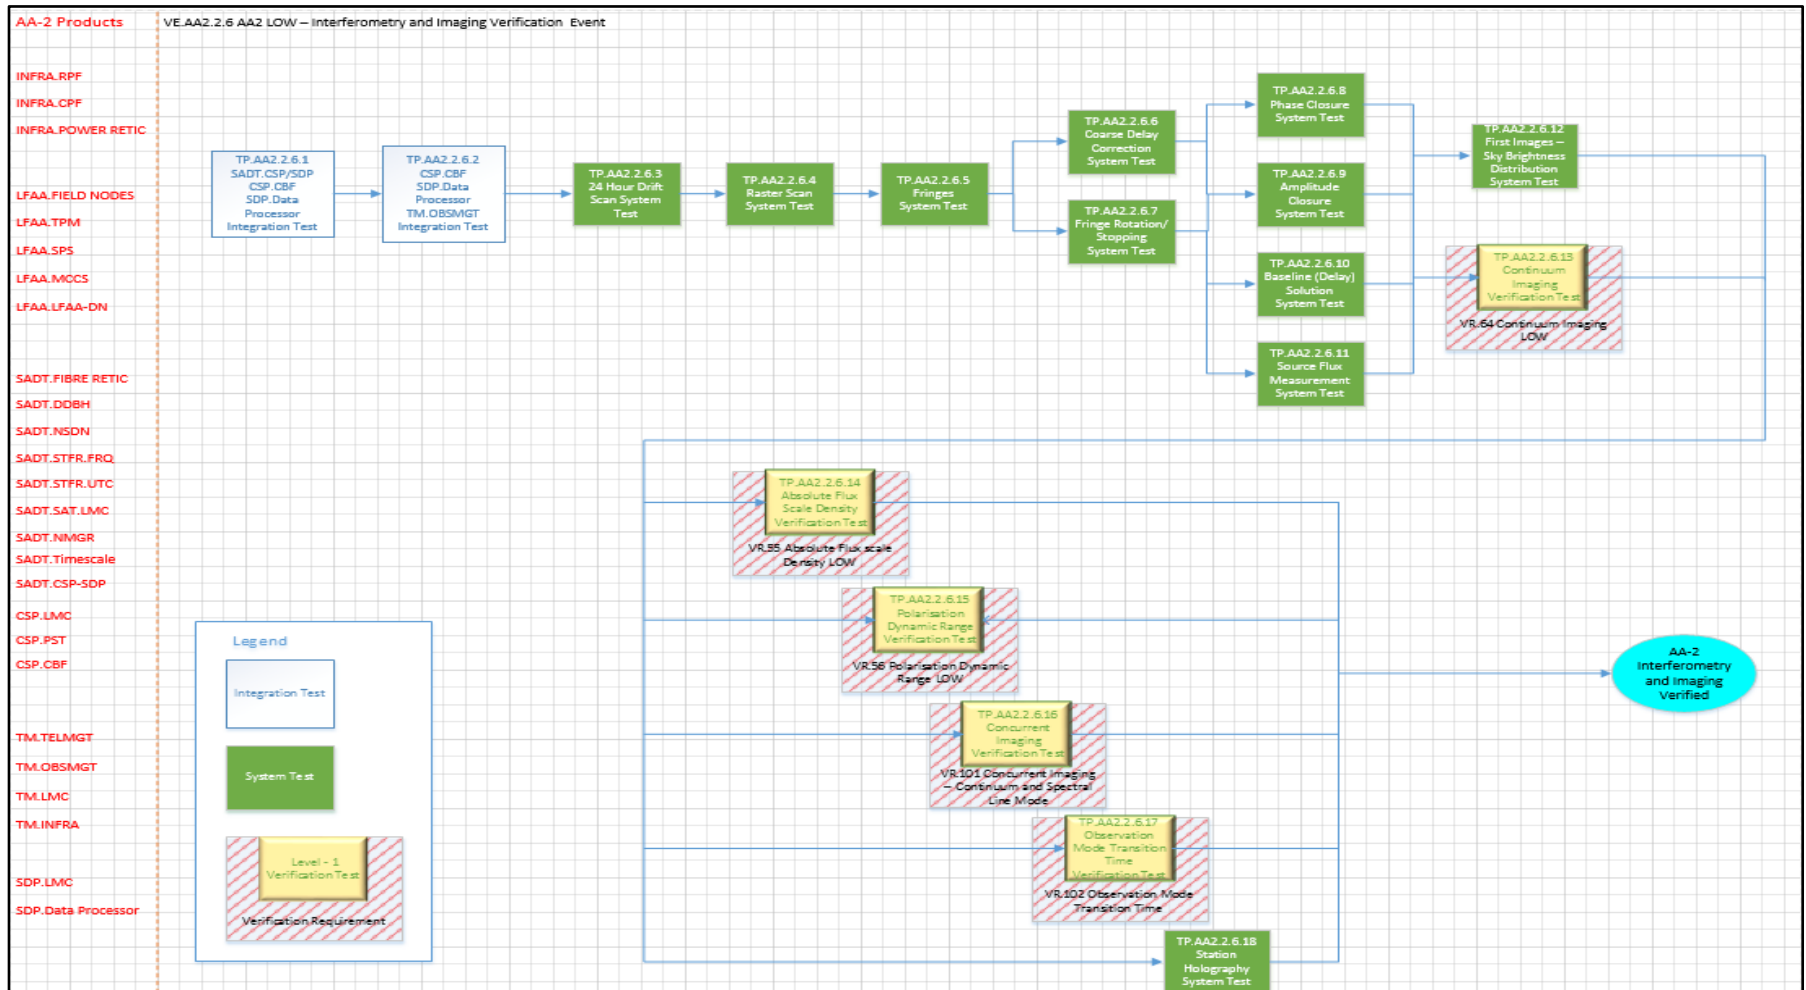 AA-2 Products
VE.AA2.2.6 AA2 LOW – Interferometry and Imaging Verification Event
INFRA.RPF
INFRA.CPF
INFRA.POWER RETIC
LFAA.FIELD NODES
LFAA.TPM
LFAA.SPS
LFAA.MCCS
LFAA.LFAA-DN
SADT.FIBRE RETIC
SADT.DDBH
SADT.NSDN
SADT.STFR.FRQ
SADT.STFR.UTC
SADT.SAT.LMC
SADT.NMGR
SADT.Timescale
SADT.CSP-SDP
CSP.LMC
CSP.PST
CSP.CBF
TM.TELMGT
TM.OBSMGT
TM.LMC
TM.INFRA
SDP.LMC
SDP.Data Processor
TP.AA2.2.6.1
SADT.CSP/SDP
CSP.CBF
SDP.Data
Processor
Integration Test
TP.AA2.2.6.2
CSP.CBF
SDP.Data
Processor
TM.OBSMGT
Integration Test
TP.AA2.2.6.3
24 Hour Drift
Scan System
Test
TP.AA2.2.6.4
Raster Scan
System Test
TP.AA2.2.6.5
Fringes
System Test
TP.AA2.2.6.6
Coarse Delay
Correction
System Test
TP.AA2.2.6.7
Fringe Rotation/
Stopping
System Test
TP.AA2.2.6.8
Phase Closure
System Test
TP.AA2.2.6.9
Amplitude
Closure
System Test
TP.AA2.2.6.10
Baseline (Delay)
Solution
System Test
TP.AA2.2.6.11
Source Flux
Measurement
System Test
TP.AA2.2.6.12
First Images –
Sky Brightness
Distribution
System Test
TP.AA2.2.6.13
Continuum
Imaging
Verification Test
VR.64 Continuum Imaging
LOW
TP.AA2.2.6.14
Absolute Flux
Scale Density
Verification Test
VR.55 Absolute Flux scale
Density LOW
TP.AA2.2.6.15
Polarisation
Dynamic Range
Verification Test
VR.56 Polarisation Dynamic
Range LOW
TP.AA2.2.6.16
Concurrent
Imaging
Verification Test
VR.101 Concurrent Imaging
– Continuum and Spectral
Line Mode
TP.AA2.2.6.17
Observation
Mode Transition
Time
Verification Test
VR.102 Observation Mode
Transition Time
TP.AA2.2.6.18
Station
Holography
System Test
AA-2
Interferometry
and Imaging
Verified
Legend
Integration Test
System Test
Level - 1
Verification Test
Verification Requirement